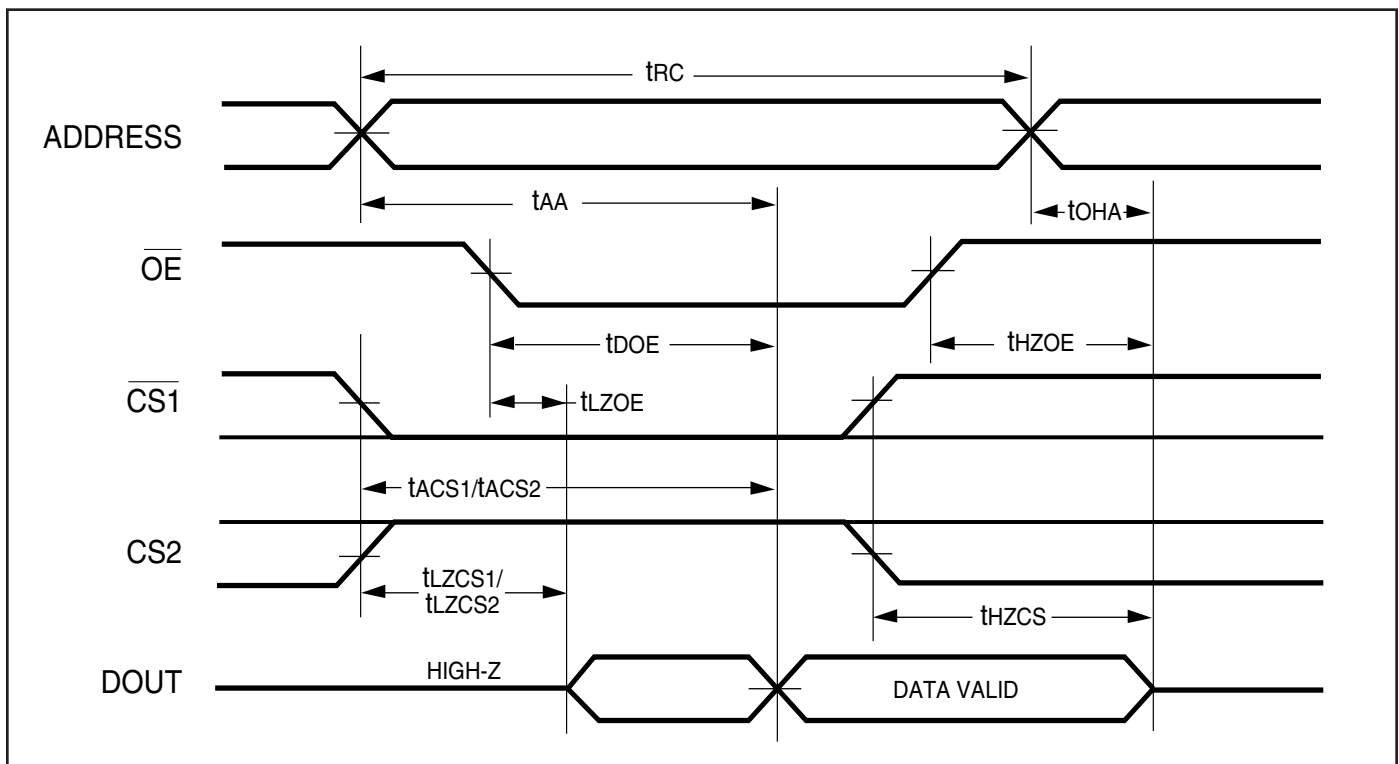 tRC
ADDRESS
tAA
tOHA
OE
tDOE
tHZOE
CS1
tLZOE
tACS1/tACS2
CS2
tLZCS1/
tLZCS2
tHZCS
DOUT
HIGH-Z
DATA VALID